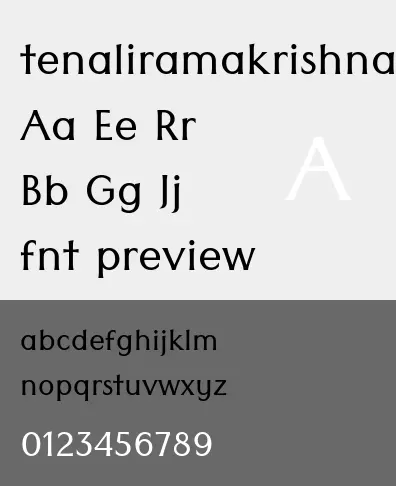 tenaliramakrishna
Aa Ee Rr
A
Bb Gg Jj
fnt preview
abcdefghijklm
nopqrstuvwxyz
0123456789